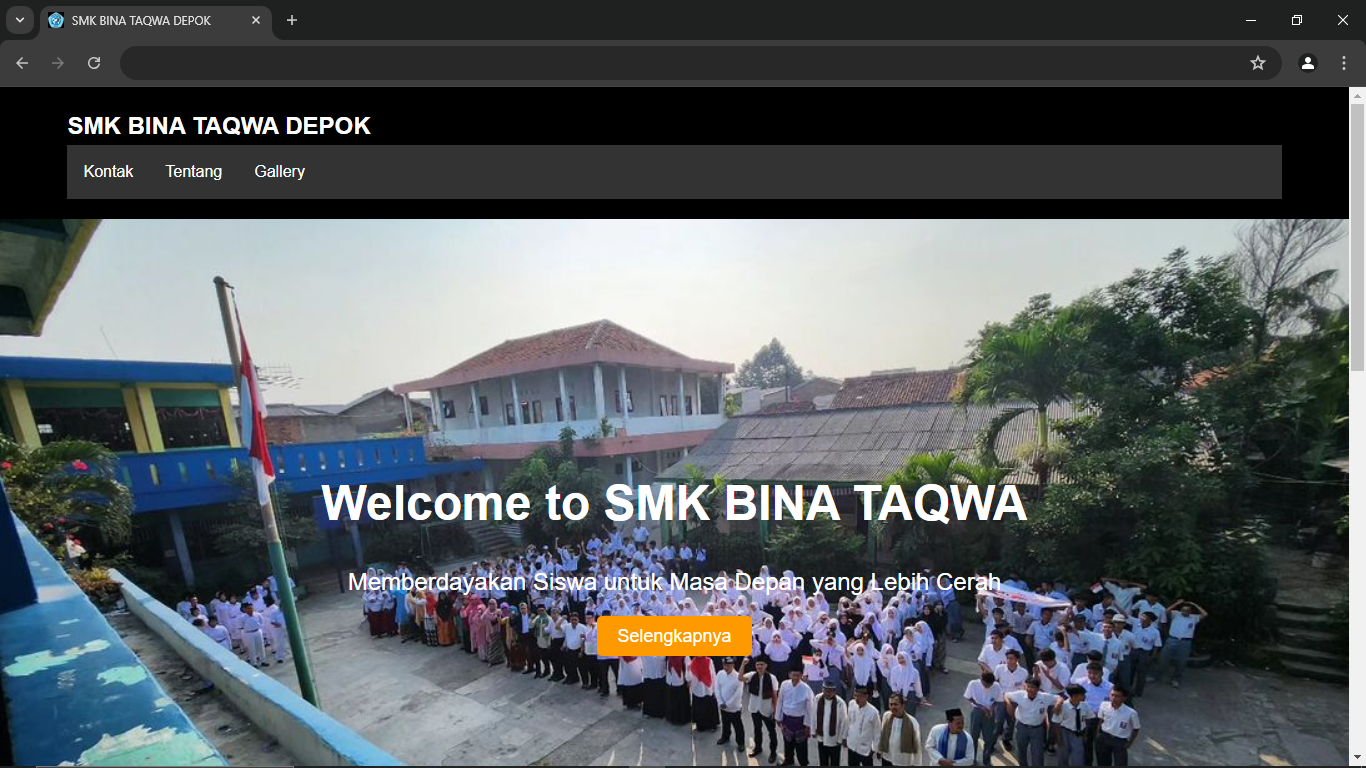 SMK BINA TAQWA DEPOK
SMK BINA TAQWA DEPOK
Kontak Tentang Gallery
Welcome to SMK BINA TAQWA
Memberdayakan Siswa untuk Masa Depan yang Lebih Cerah
Selengkapnya